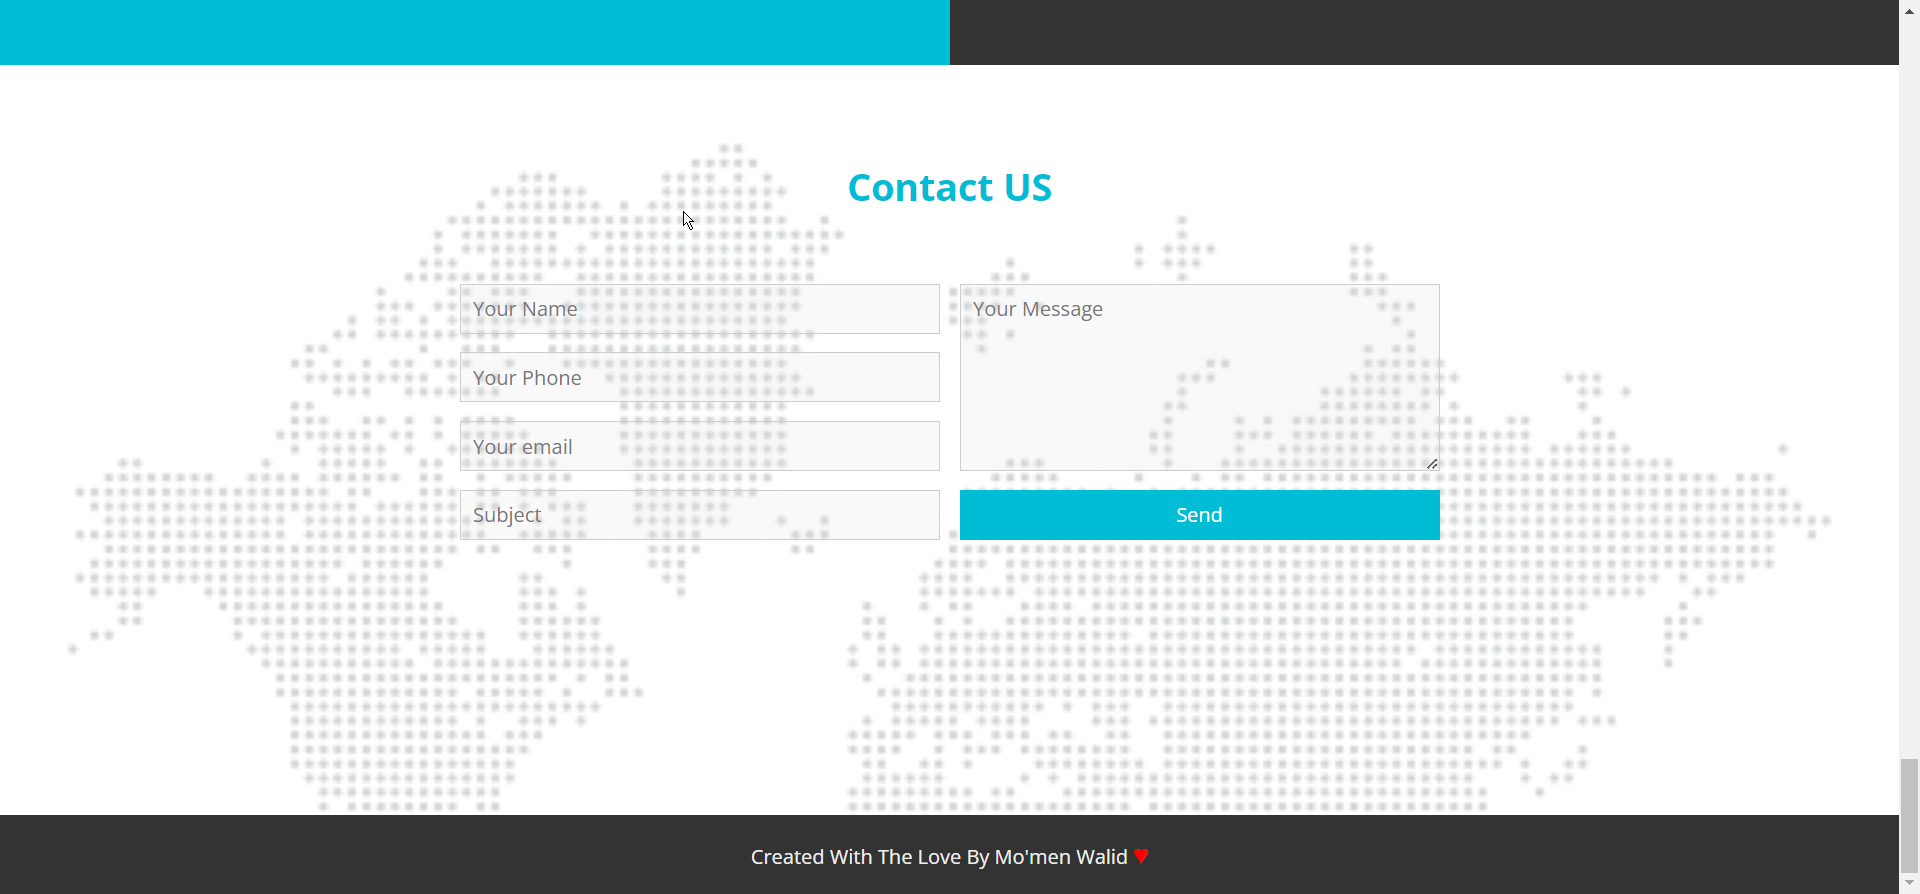 Contact US
Your Name
Your Phone
Your email
Subject
Your Message
Send
Created With The Love By Mo'men Walid ♥